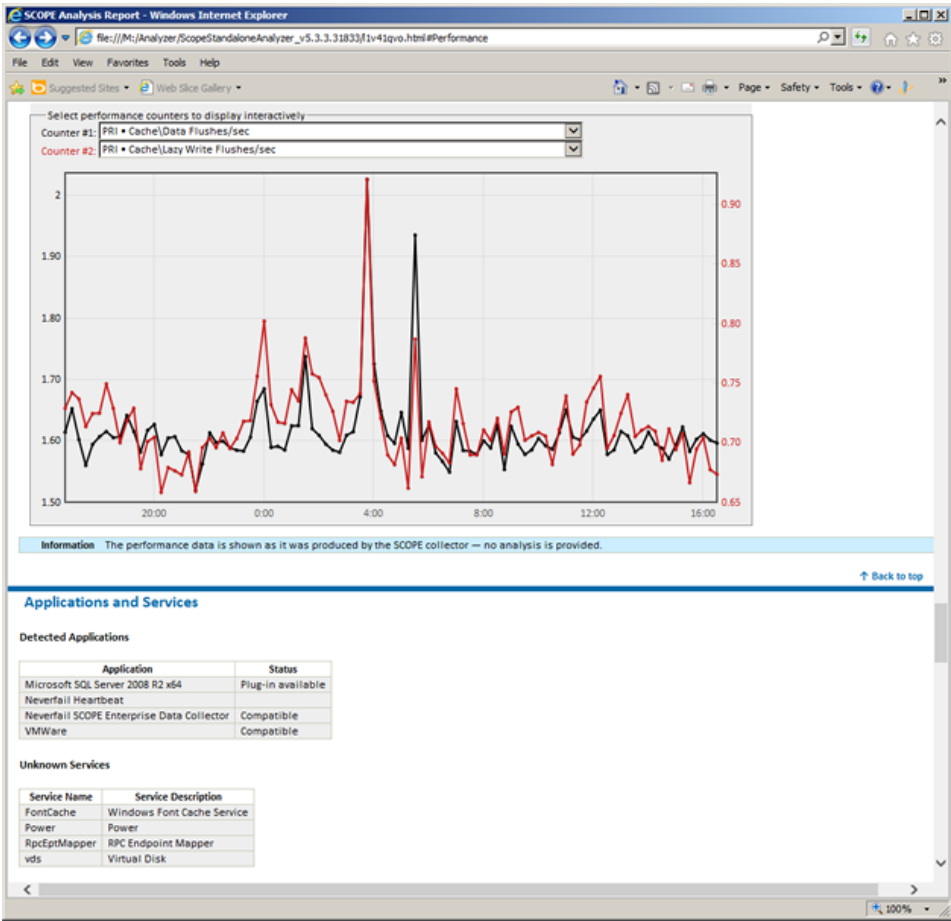 SCOPE Analysis Report - Windows Internet Explorer
file:///M:/Analyzer/ScopeStandaloneAnalyzer_v5.3.3.31833/l1v41qvo.html#Performance
File Edit View Favorites Tools Help
Suggested Sites Web Slice Gallery Page Safety Tools
Select performance counters to display interactively
Counter #1: PRI • Cache\Data Flushes/sec
Counter #2: PRI • Cache\Lazy Write Flushes/sec
2
0.90
1.90
0.85
1.80
0.80
1.70
0.75
1.60
0.70
1.50
0.65
20:00 0:00 4:00 8:00 12:00 16:00
Information The performance data is shown as it was produced by the SCOPE collector — no analysis is provided.
↑ Back to top
Applications and Services
Detected Applications
Application Status
Microsoft SQL Server 2008 R2 x64 Plug-in available
Neverfail Heartbeat
Neverfail SCOPE Enterprise Data Collector Compatible
VMWare Compatible
Unknown Services
Service Name Service Description
FontCache Windows Font Cache Service
Power Power
RpcEptMapper RPC Endpoint Mapper
vds Virtual Disk
100%